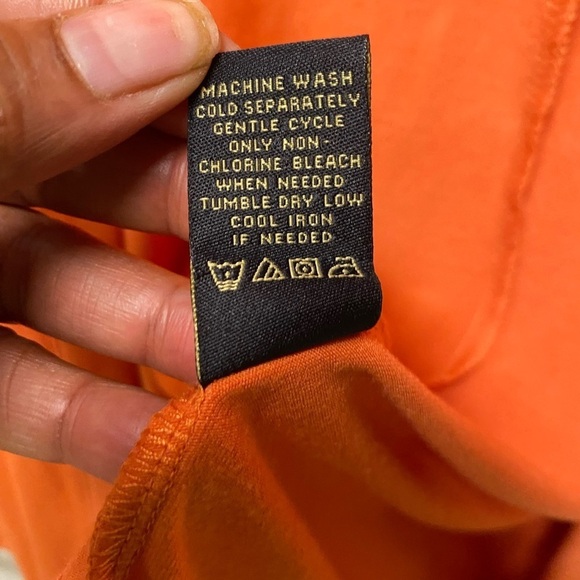 MACHINE WASH
COLD SEPARATELY
GENTLE CYCLE
ONLY NON-
CHLORINE BLEACH
WHEN NEEDED
TUMBLE DRY LOW
COOL IRON
IF NEEDED